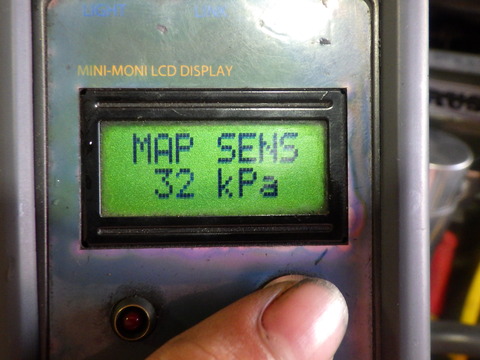 MINI-MONI LCD DISPLAY
MAP SENS
32 kPa